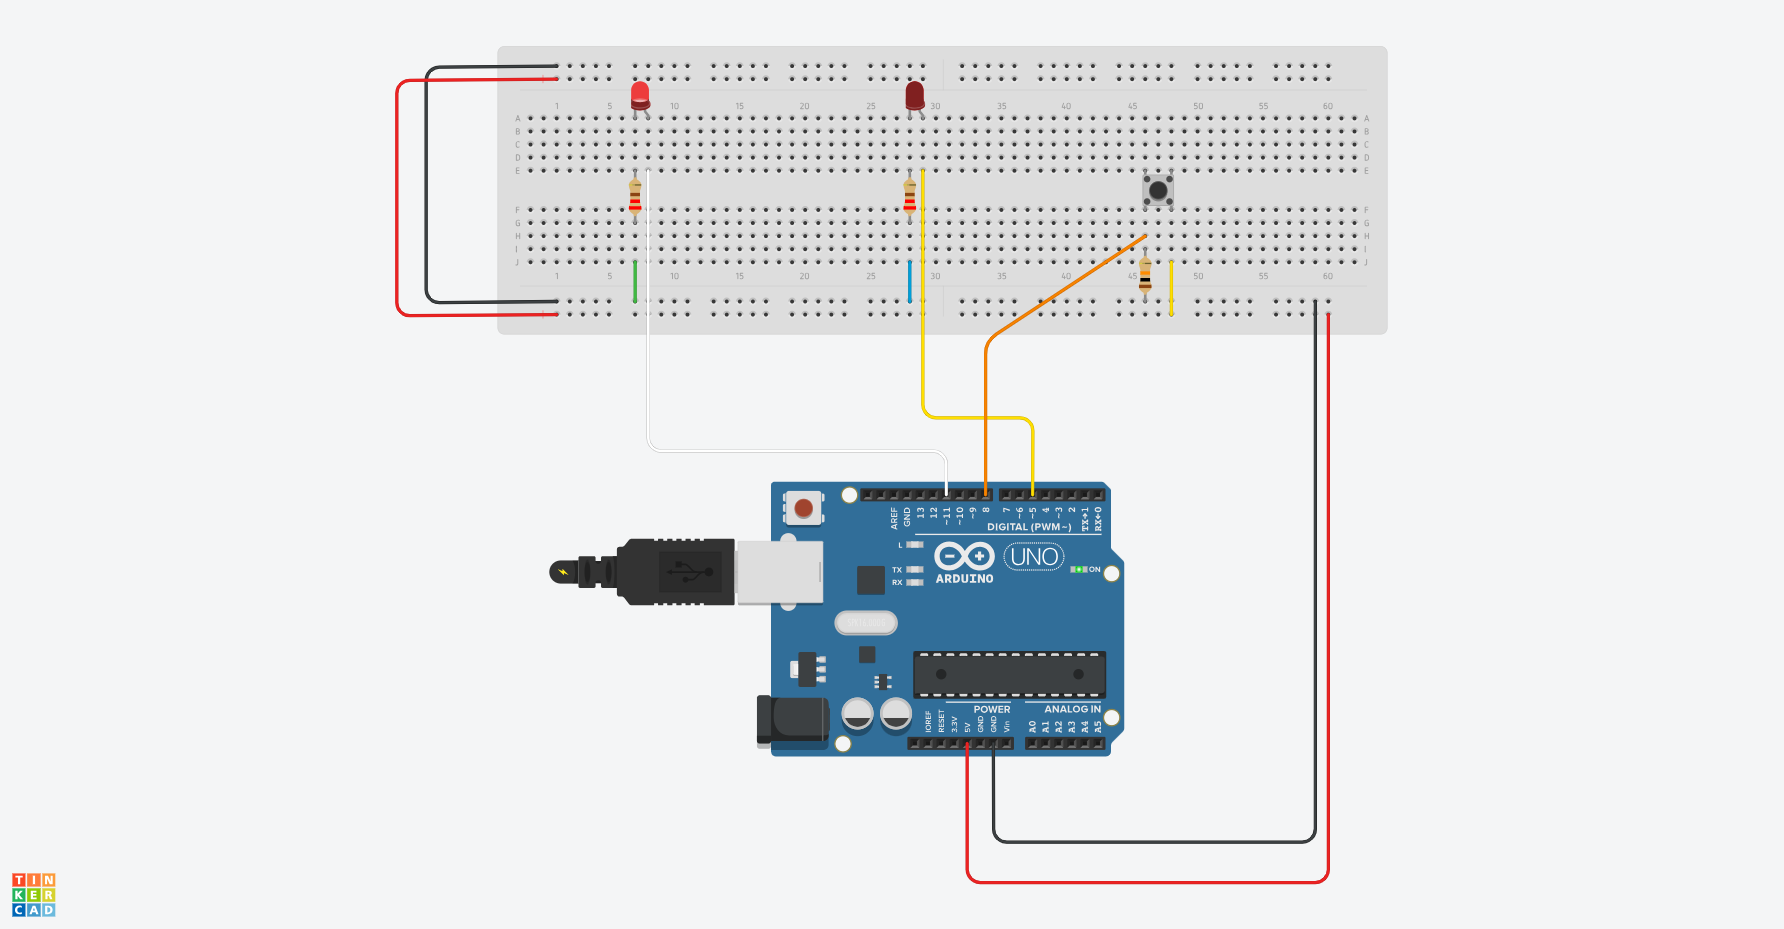 1 5 10 15 20 25 30 35 40 45 50 55 60
A A
B B
C C
D D
E E
F F
G G
H H
I I
J J
1 5 10 15 20 25 30 35 40 45 50 55 60
AREF GND 13 12 ~11 ~10 ~9 8 7 ~6 ~5 4 ~3 2 TX→1 RX←0
DIGITAL (PWM~)
L
TX
RX
UNO
ARDUINO
ON
POWER ANALOG IN
IOREF RESET 3.3V 5V GND GND Vin A0 A1 A2 A3 A4 A5
TIN
KER
CAD